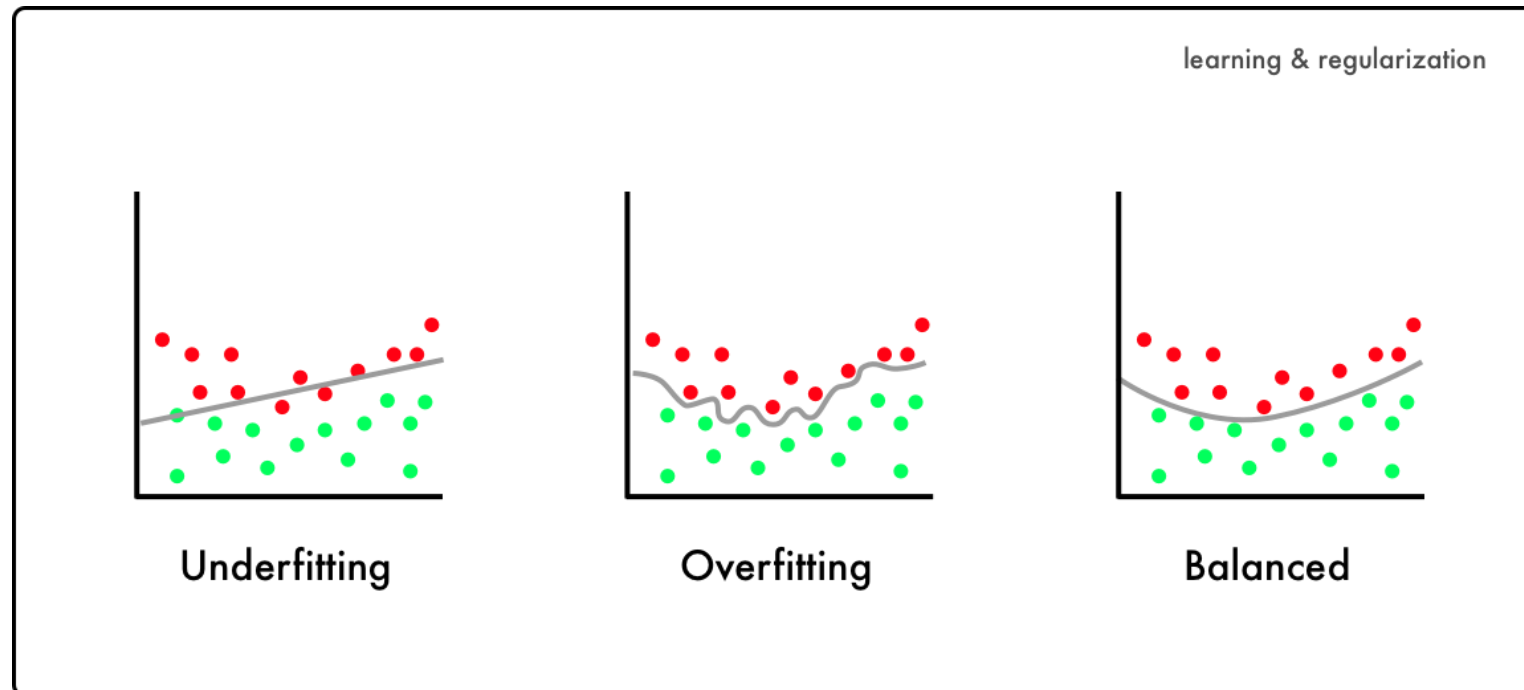 learning & regularization
Underfitting
Overfitting
Balanced